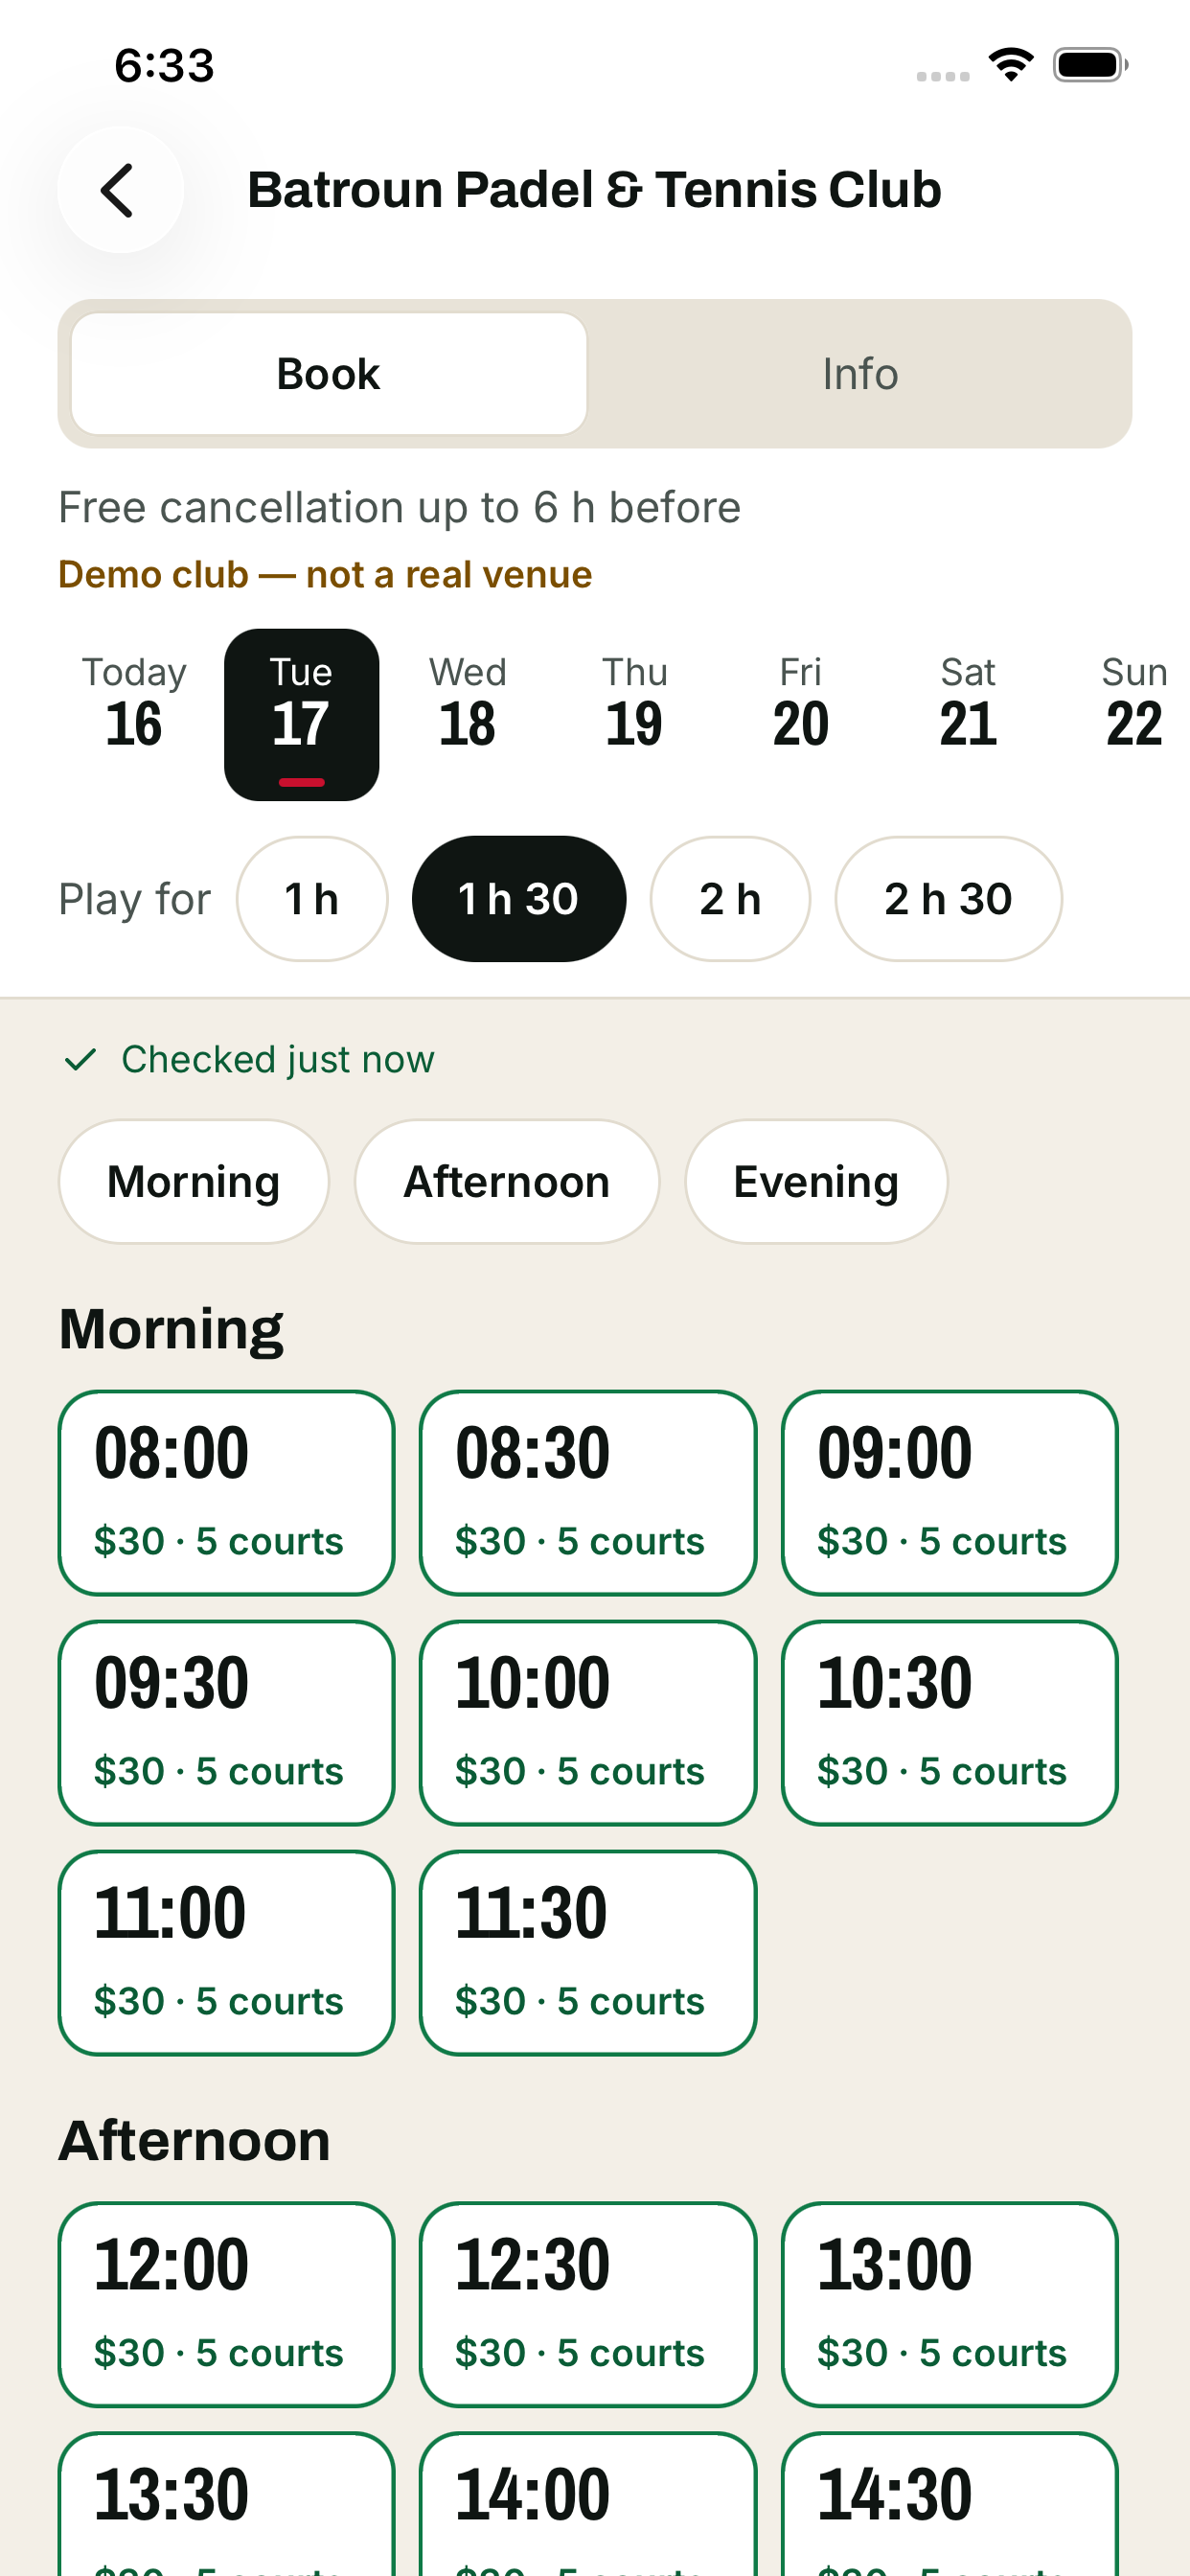 6:33
Batroun Padel & Tennis Club
Book Info
Free cancellation up to 6 h before
Demo club — not a real venue
Today Tue Wed Thu Fri Sat Sun
16 17 18 19 20 21 22
Play for 1 h 1 h 30 2 h 2 h 30
Checked just now
Morning Afternoon Evening
Morning
08:00 08:30 09:00
$30 · 5 courts $30 · 5 courts $30 · 5 courts
09:30 10:00 10:30
$30 · 5 courts $30 · 5 courts $30 · 5 courts
11:00 11:30
$30 · 5 courts $30 · 5 courts
Afternoon
12:00 12:30 13:00
$30 · 5 courts $30 · 5 courts $30 · 5 courts
13:30 14:00 14:30